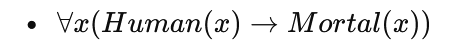 • ∀x(Human(x) → Mortal(x))